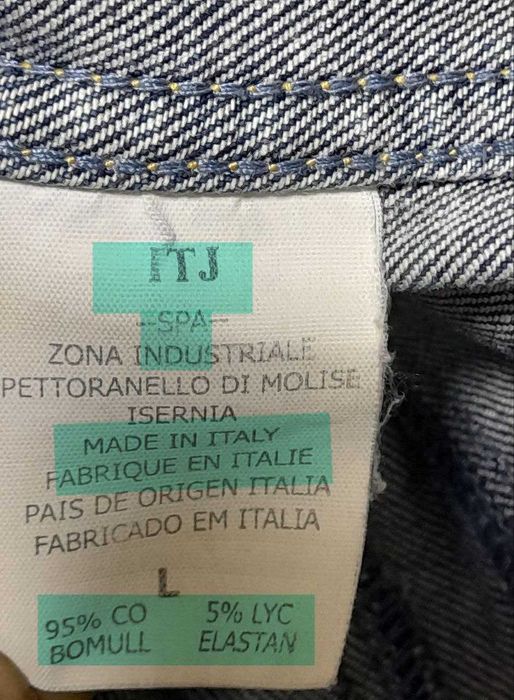 ITJ
--SPA--
ZONA INDUSTRIALE
PETTORANELLO DI MOLISE
ISERNIA
MADE IN ITALY
FABRIQUE EN ITALIE
PAIS DE ORIGEN ITALIA
FABRICADO EM ITALIA
L
95% CO 5% LYC
BOMULL ELASTAN